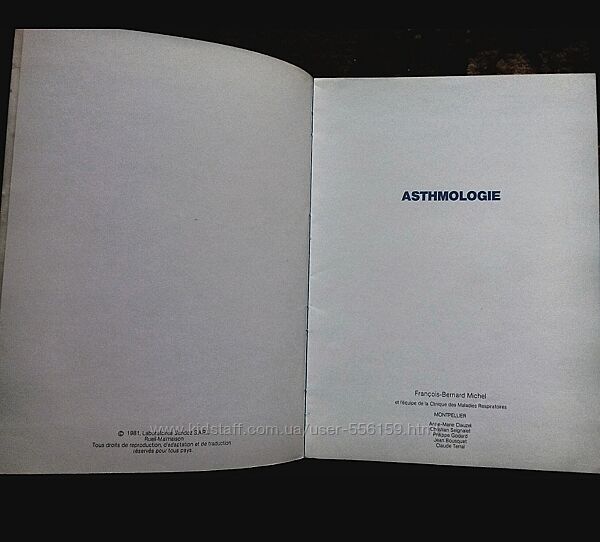 © 1981, Laboratoires Sandoz S.A.R.L.
Rueil-Malmaison
Tous droits de reproduction, d'adaptation et de traduction
réservés pour tous pays.
ASTHMOLOGIE
François-Bernard Michel
et l'équipe de la Clinique des Maladies Respiratoires
MONTPELLIER
Anne-Marie Clauzel
Christian Seignalet
Philippe Godard
Jean Bousquet
Claude Terral
www.kidstaff.com.ua/user-556159.html